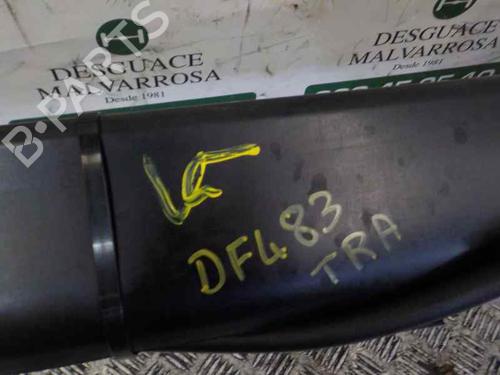 DESGUACE
MALVARROSA
Desde 1981
DESGUACE
MALVARROSA
Desde 1981
B-PARTS
DF483
TRA